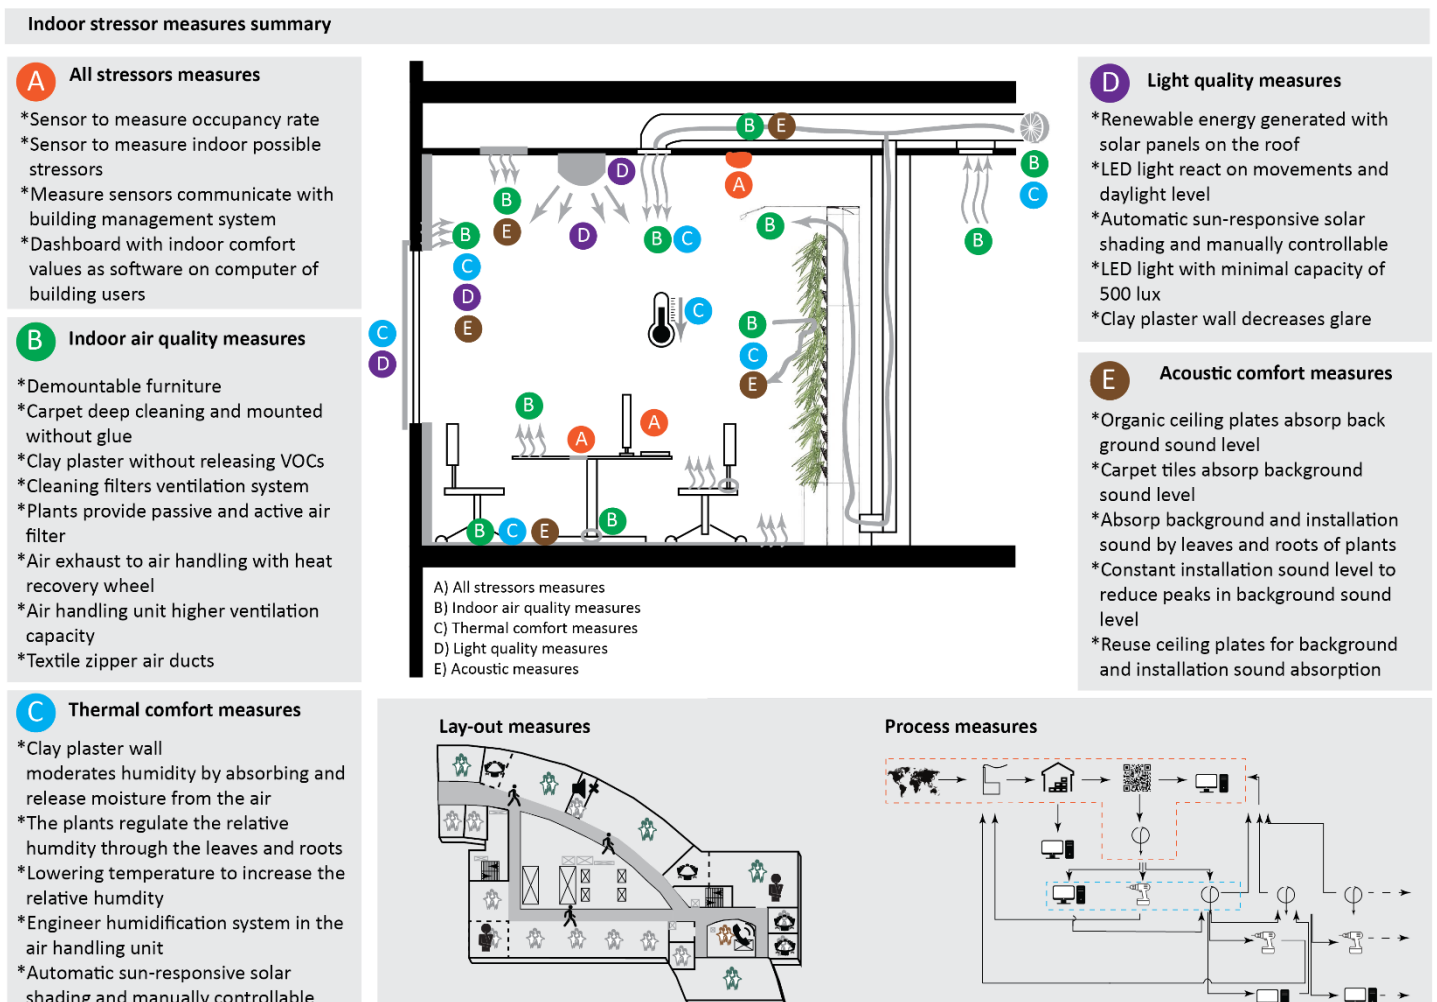 Indoor stressor measures summary
A
All stressors measures
*Sensor to measure occupancy rate
*Sensor to measure indoor possible
stressors
*Measure sensors communicate with
building management system
*Dashboard with indoor comfort
values as software on computer of
building users
B
Indoor air quality measures
*Demountable furniture
*Carpet deep cleaning and mounted
without glue
*Clay plaster without releasing VOCs
*Cleaning filters ventilation system
*Plants provide passive and active air
filter
*Air exhaust to air handling with heat
recovery wheel
*Air handling unit higher ventilation
capacity
*Textile zipper air ducts
C
Thermal comfort measures
*Clay plaster wall
moderates humidity by absorbing and
release moisture from the air
*The plants regulate the relative
humdity through the leaves and roots
*Lowering temperature to increase the
relative humdity
*Engineer humidification system in the
air handling unit
*Automatic sun-responsive solar
shading and manually controllable
B E
B
C
D
A
B
E
D
B C
B
B
B
C
D
E
C
D
C
B
C
E
B
A
A
B C E
B
A) All stressors measures
B) Indoor air quality measures
C) Thermal comfort measures
D) Light quality measures
E) Acoustic measures
D
Light quality measures
*Renewable energy generated with
solar panels on the roof
*LED light react on movements and
daylight level
*Automatic sun-responsive solar
shading and manually controllable
*LED light with minimal capacity of
500 lux
*Clay plaster wall decreases glare
E
Acoustic comfort measures
*Organic ceiling plates absorp back
ground sound level
*Carpet tiles absorp background
sound level
*Absorp background and installation
sound by leaves and roots of plants
*Constant installation sound level to
reduce peaks in background sound
level
*Reuse ceiling plates for background
and installation sound absorption
Lay-out measures
Process measures